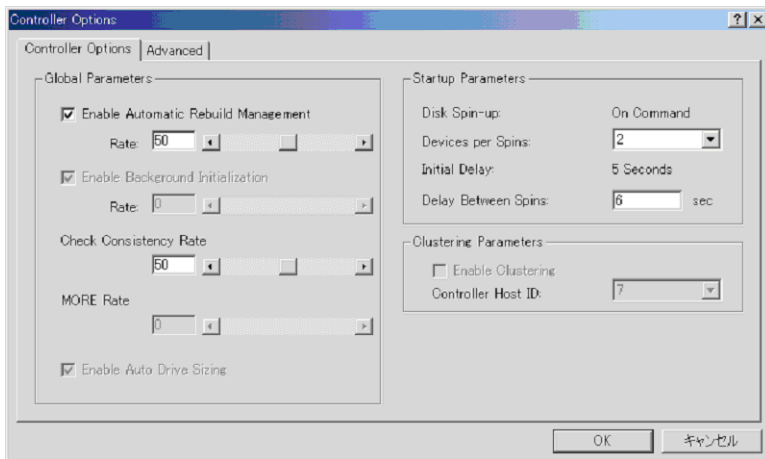 Controller Options
Controller Options
Advanced
Global Parameters
Enable Automatic Rebuild Management
Rate: 50
Enable Background Initialization
Rate: 0
Check Consistency Rate
50
MORE Rate
0
Enable Auto Drive Sizing
Startup Parameters
Disk Spin-up: On Command
Devices per Spins: 2
Initial Delay: 5 Seconds
Delay Between Spins: 6 sec
Clustering Parameters
Enable Clustering
Controller Host ID: 7
OK
キャンセル